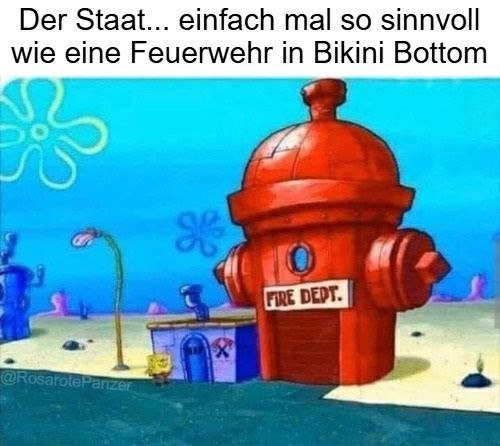 Der Staat... einfach mal so sinnvoll
wie eine Feuerwehr in Bikini Bottom
FIRE DEPT.
@RosarotePanzer